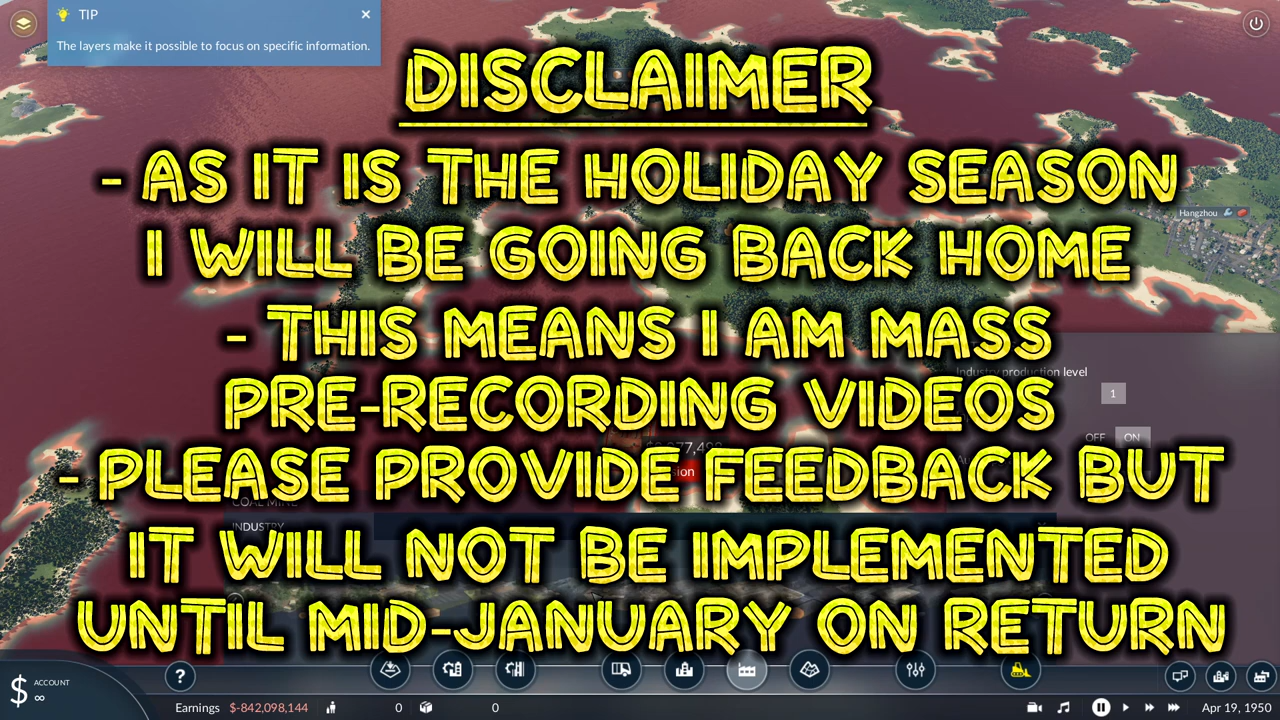 TIP
The layers make it possible to focus on specific information.
DISCLAIMER
- AS IT IS THE HOLIDAY SEASON
I WILL BE GOING BACK HOME
Hangzhou
- THIS MEANS I AM MASS
PRE-RECORDING VIDEOS
Industry production level
1
OFF ON
- PLEASE PROVIDE FEEDBACK BUT
COAL MINE
INDUSTRY
IT WILL NOT BE IMPLEMENTED
UNTIL MID-JANUARY ON RETURN
?
$ ACCOUNT
∞
Earnings $-842,098,144 0 0 Apr 19, 1950